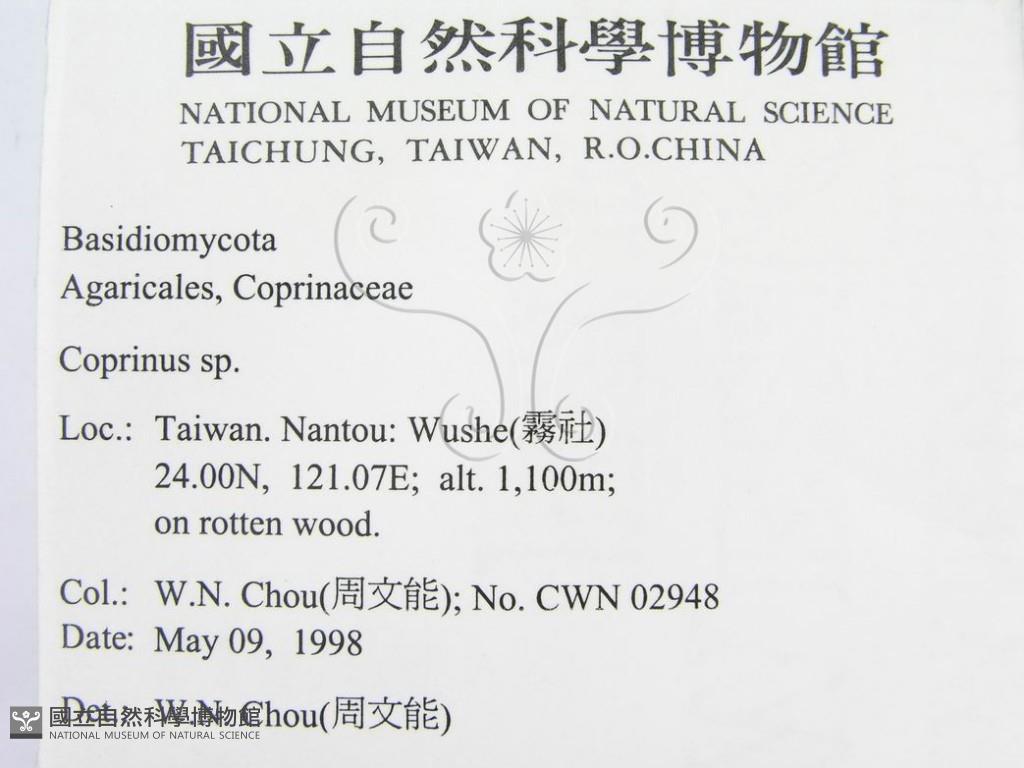 國立自然科學博物館
NATIONAL MUSEUM OF NATURAL SCIENCE
TAICHUNG, TAIWAN, R.O.CHINA
Basidiomycota
Agaricales, Coprinaceae
Coprinus sp.
Loc.: Taiwan. Nantou: Wushe(霧社)
24.00N, 121.07E; alt. 1,100m;
on rotten wood.
Col.: W.N. Chou(周文能); No. CWN 02948
Date: May 09, 1998
Det.: W.N. Chou(周文能)
國立自然科學博物館
NATIONAL MUSEUM OF NATURAL SCIENCE